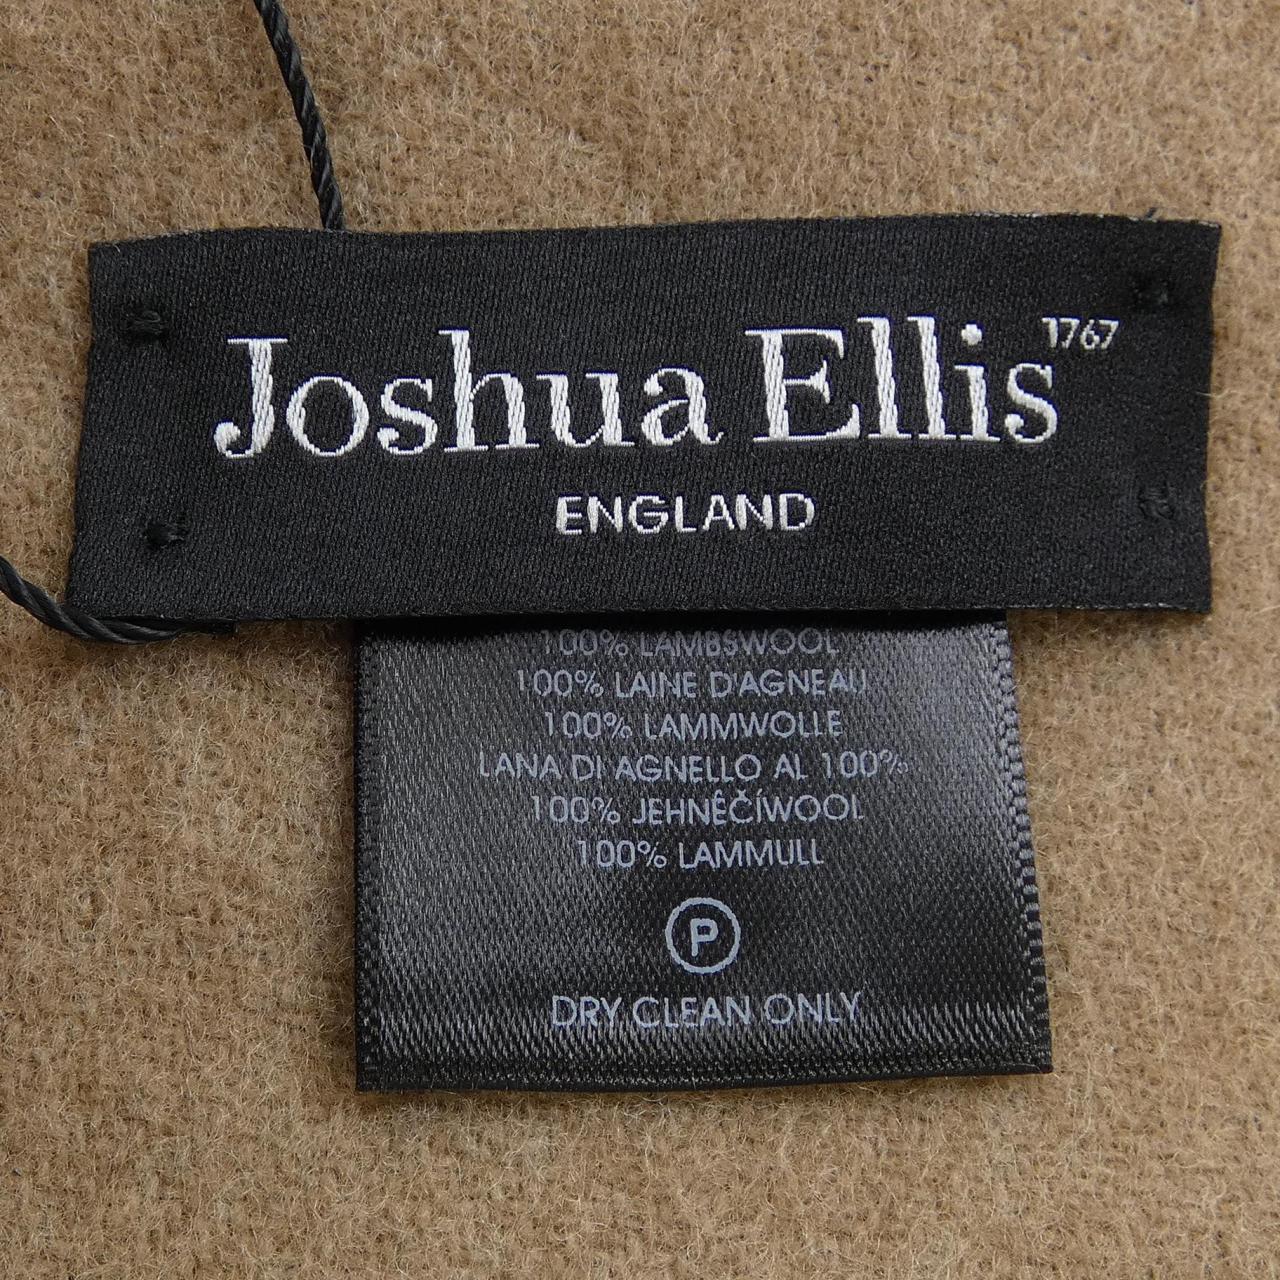 Joshua Ellis 1767
ENGLAND
100% LAMBSWOOL
100% LAINE D'AGNEAU
100% LAMMWOLLE
LANA DI AGNELLO AL 100%
100% JEHNĚČÍWOOL
100% LAMMULL
P
DRY CLEAN ONLY